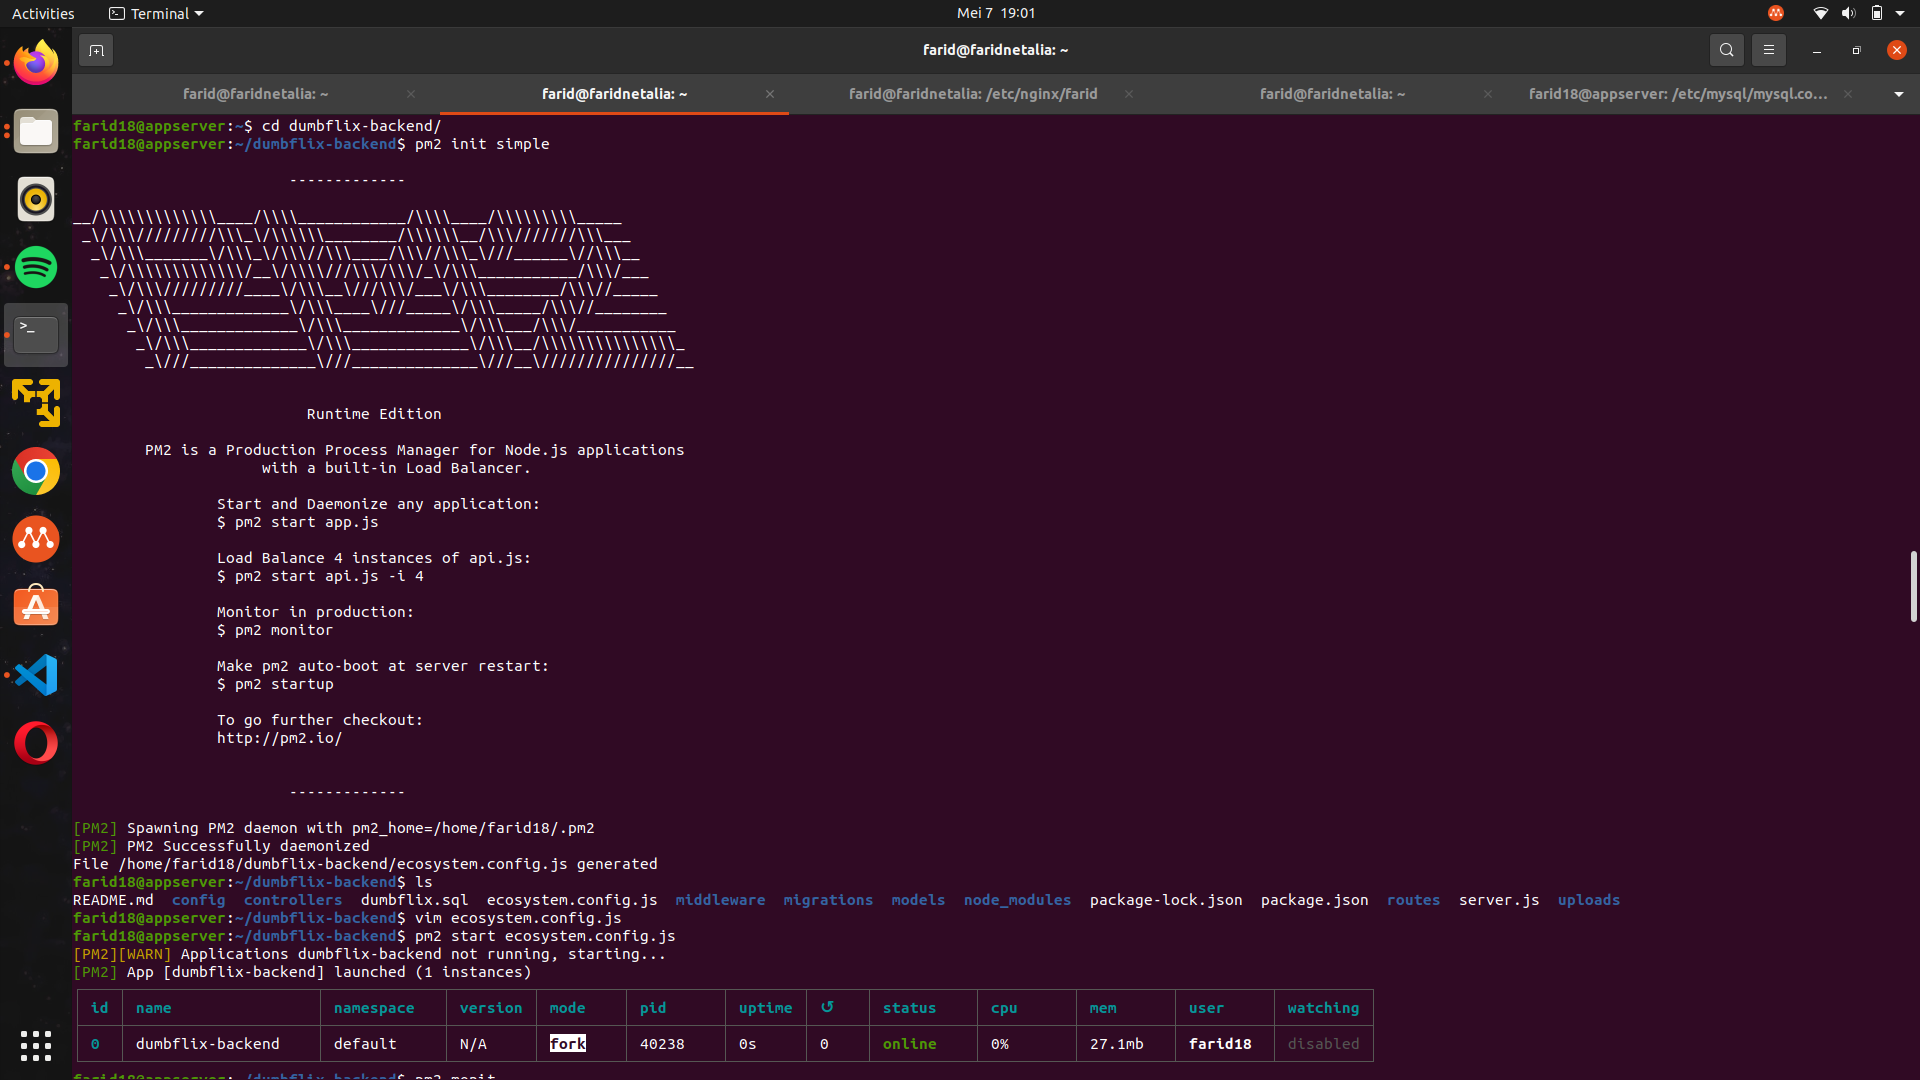 Activities Terminal Mei 7 19:01
farid@faridnetalia: ~
farid@faridnetalia: ~ farid@faridnetalia: ~ farid@faridnetalia: /etc/nginx/farid farid@faridnetalia: ~ farid18@appserver: /etc/mysql/mysql.co...
farid18@appserver:~$ cd dumbflix-backend/
farid18@appserver:~/dumbflix-backend$ pm2 init simple
-------------
__/\\\\\\\\\\\\\____/\\\\____________/\\\\____/\\\\\\\\\_____
_\/\\\/////////\\\_\/\\\\\\________/\\\\\\__/\\\///////\\\___
_\/\\\_______\/\\\_\/\\\//\\\____/\\\//\\\_\///______\//\\\__
_\/\\\\\\\\\\\\\/__\/\\\\///\\\/\\\/_\/\\\___________/\\\/___
_\/\\\/////////____\/\\\__\///\\\/___\/\\\________/\\\//_____
_\/\\\_____________\/\\\____\///_____\/\\\_____/\\\//________
_\/\\\_____________\/\\\_____________\/\\\___/\\\/___________
_\/\\\_____________\/\\\_____________\/\\\__/\\\\\\\\\\\\\\\_
_\///______________\///______________\///__\///////////////__
Runtime Edition
PM2 is a Production Process Manager for Node.js applications
with a built-in Load Balancer.
Start and Daemonize any application:
$ pm2 start app.js
Load Balance 4 instances of api.js:
$ pm2 start api.js -i 4
Monitor in production:
$ pm2 monitor
Make pm2 auto-boot at server restart:
$ pm2 startup
To go further checkout:
http://pm2.io/
-------------
[PM2] Spawning PM2 daemon with pm2_home=/home/farid18/.pm2
[PM2] PM2 Successfully daemonized
File /home/farid18/dumbflix-backend/ecosystem.config.js generated
farid18@appserver:~/dumbflix-backend$ ls
README.md config controllers dumbflix.sql ecosystem.config.js middleware migrations models node_modules package-lock.json package.json routes server.js uploads
farid18@appserver:~/dumbflix-backend$ vim ecosystem.config.js
farid18@appserver:~/dumbflix-backend$ pm2 start ecosystem.config.js
[PM2][WARN] Applications dumbflix-backend not running, starting...
[PM2] App [dumbflix-backend] launched (1 instances)
id name namespace version mode pid uptime ↺ status cpu mem user watching
0 dumbflix-backend default N/A fork 40238 0s 0 online 0% 27.1mb farid18 disabled
farid18@appserver:~/dumbflix-backend$ pm2 monit